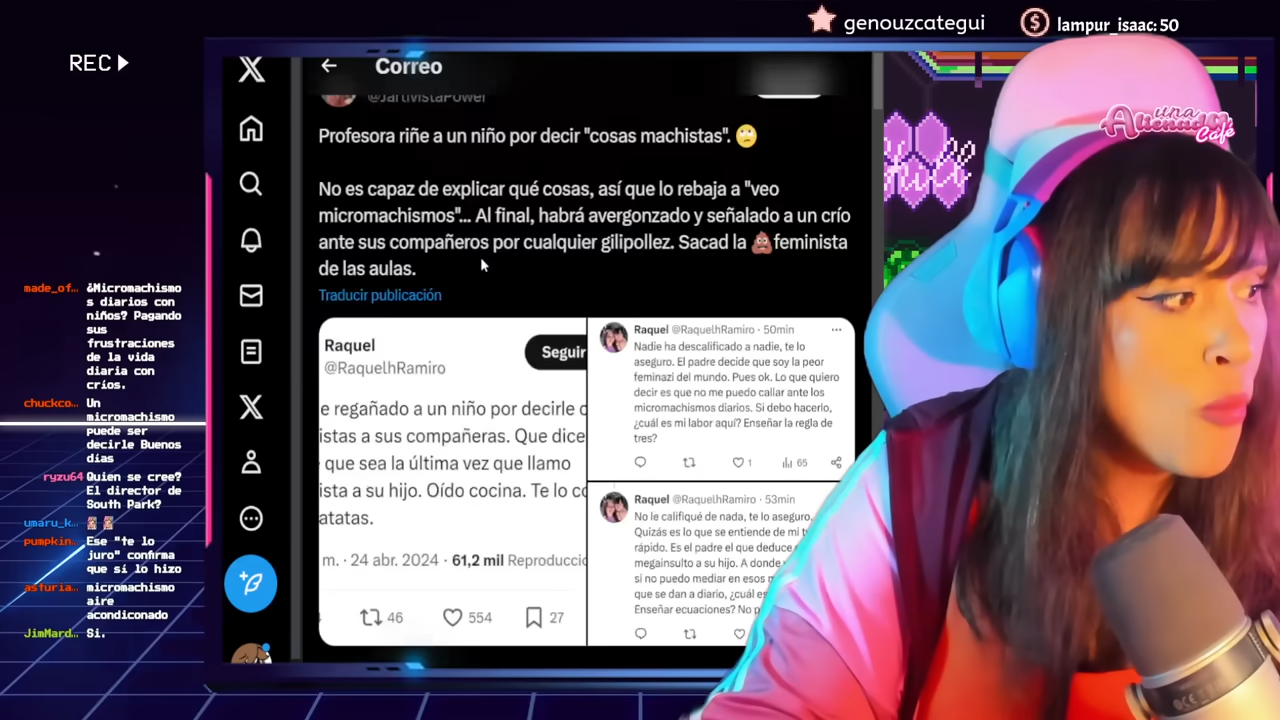 genouzcategui
lampur_isaac: 50
REC
una
Alienada
Café
Correo
@JartivistaPower
Profesora riñe a un niño por decir "cosas machistas". 🙄
No es capaz de explicar qué cosas, así que lo rebaja a "veo
micromachismos"... Al final, habrá avergonzado y señalado a un crío
ante sus compañeros por cualquier gilipollez. Sacad la 💩feminista
de las aulas.
Traducir publicación
Raquel
@RaquelhRamiro
Seguir
e regañado a un niño por decirle c
istas a sus compañeras. Que dice
que sea la última vez que llamo
ista a su hijo. Oído cocina. Te lo co
atatas.
m. · 24 abr. 2024 · 61,2 mil Reproducci
46
554
27
Raquel @RaquelhRamiro · 50min
Nadie ha descalificado a nadie, te lo
aseguro. El padre decide que soy la peor
feminazi del mundo. Pues ok. Lo que quiero
decir es que no me puedo callar ante los
micromachismos diarios. Si debo hacerlo,
¿cuál es mi labor aquí? Enseñar la regla de
tres?
1
65
Raquel @RaquelhRamiro · 53min
No le califiqué de nada, te lo aseguro.
Quizás es lo que se entiende de mi t
rápido. Es el padre el que deduce
megainsulto a su hijo. A donde
si no puedo mediar en esos m
que se dan a diario, ¿cuál es
Enseñar ecuaciones? No p
made_of... &Micromachismo
s diarios con
niños? Pagando
sus
frustraciones
de la vida
diaria con
críos.
chuckco... Un
micromachismo
puede ser
decirle Buenos
días
ryzu64 Quien se cree?
El director de
South Park?
umaru_k...
pumpkin... Ese "te lo
juro" confirma
que sí lo hizo
asturia... micromachismo
aire
acondicionado
JimMard... Si.